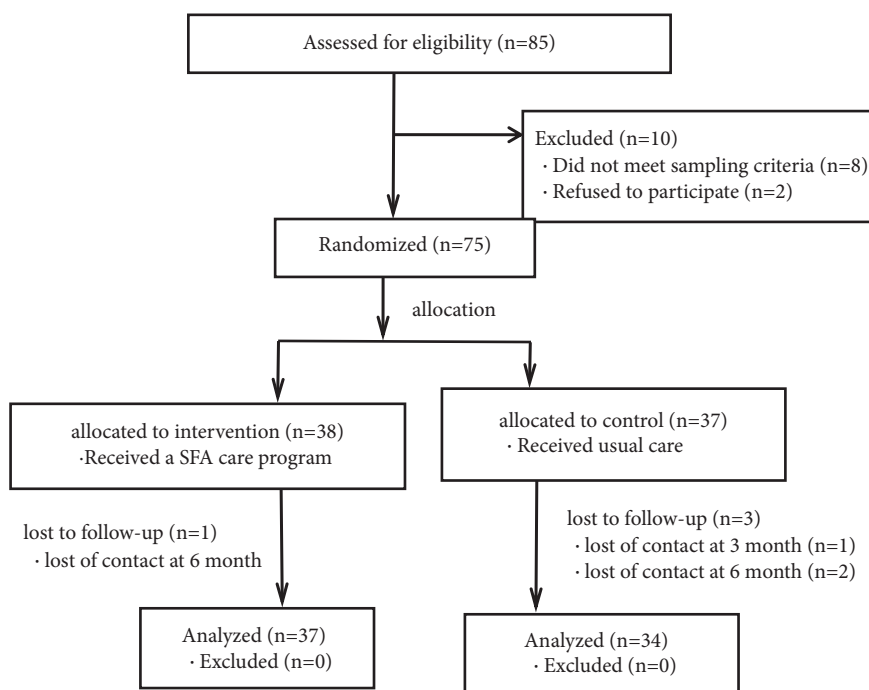 Assessed for eligibility (n=85)
Excluded (n=10)
· Did not meet sampling criteria (n=8)
· Refused to participate (n=2)
Randomized (n=75)
allocation
allocated to intervention (n=38)
·Received a SFA care program
allocated to control (n=37)
· Received usual care
lost to follow-up (n=1)
· lost of contact at 6 month
lost to follow-up (n=3)
· lost of contact at 3 month (n=1)
· lost of contact at 6 month (n=2)
Analyzed (n=37)
· Excluded (n=0)
Analyzed (n=34)
· Excluded (n=0)